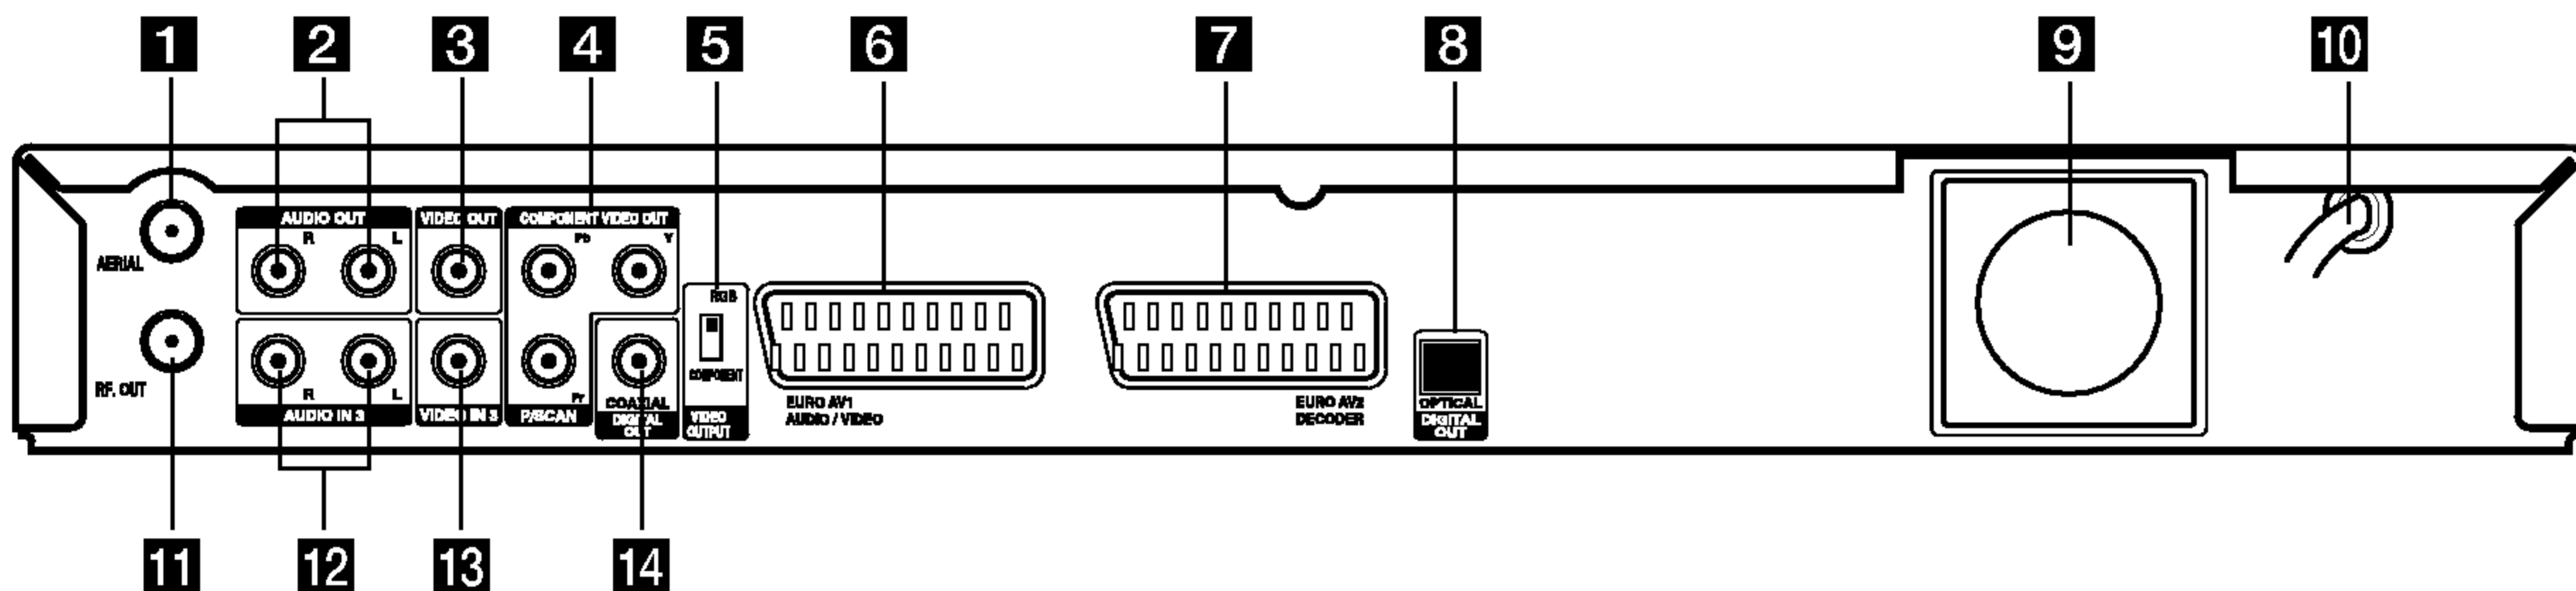 1 2 3 4 5 6 7 8 9 10
AERIAL
RF. OUT
AUDIO OUT
R L
VIDEO OUT
COMPONENT VIDEO OUT
Pb Y
R L
AUDIO IN 3
VIDEO IN 3
Pr
P/SCAN
COAXIAL
DIGITAL
OUT
RGB
COMPONENT
VIDEO
OUTPUT
EURO AV1
AUDIO / VIDEO
EURO AV2
DECODER
OPTICAL
DIGITAL
OUT
11 12 13 14